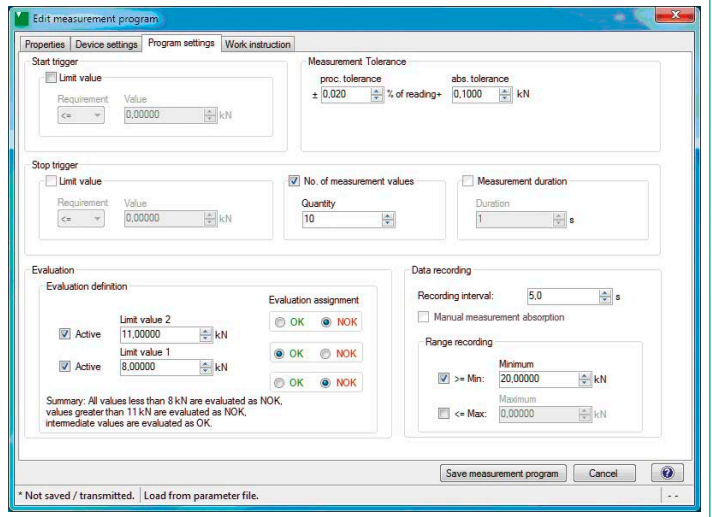 Edit measurement program
Properties Device settings Program settings Work instruction
Start trigger
Limit value
Requirement Value
<= 0,00000 kN
Measurement Tolerance
proc. tolerance abs. tolerance
± 0,020 % of reading+ 0,1000 kN
Stop trigger
Limit value
Requirement Value
<= 0,00000 kN
No. of measurement values
Quantity
10
Measurement duration
Duration
1 s
Evaluation
Evaluation definition
Evaluation assignment
Limit value 2
Active 11,00000 kN
Limit value 1
Active 8,00000 kN
OK NOK
OK NOK
OK NOK
Summary: All values less than 8 kN are evaluated as NOK,
values greater than 11 kN are evaluated as NOK,
intermediate values are evaluated as OK.
Data recording
Recording interval: 5,0 s
Manual measurement absorption
Range recording
Minimum
>= Min: 20,00000 kN
Maximum
<= Max: 0,00000 kN
Save measurement program Cancel ?
* Not saved / transmitted. Load from parameter file. - -